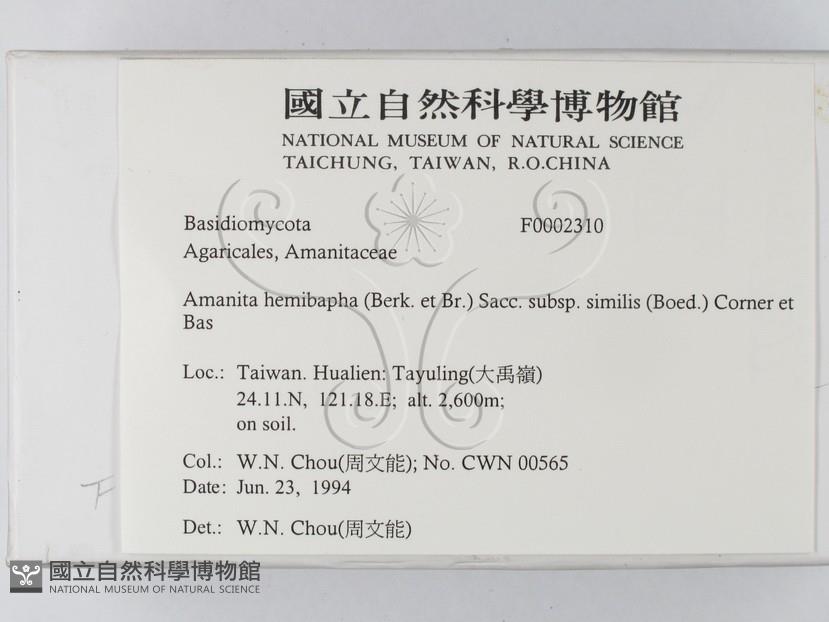 國立自然科學博物館
NATIONAL MUSEUM OF NATURAL SCIENCE
TAICHUNG, TAIWAN, R.O.CHINA
Basidiomycota F0002310
Agaricales, Amanitaceae
Amanita hemibapha (Berk. et Br.) Sacc. subsp. similis (Boed.) Corner et
Bas
Loc.: Taiwan. Hualien: Tayuling(大禹嶺)
24.11.N, 121.18.E; alt. 2,600m;
on soil.
Col.: W.N. Chou(周文能); No. CWN 00565
Date: Jun. 23, 1994
Det.: W.N. Chou(周文能)
國立自然科學博物館
NATIONAL MUSEUM OF NATURAL SCIENCE